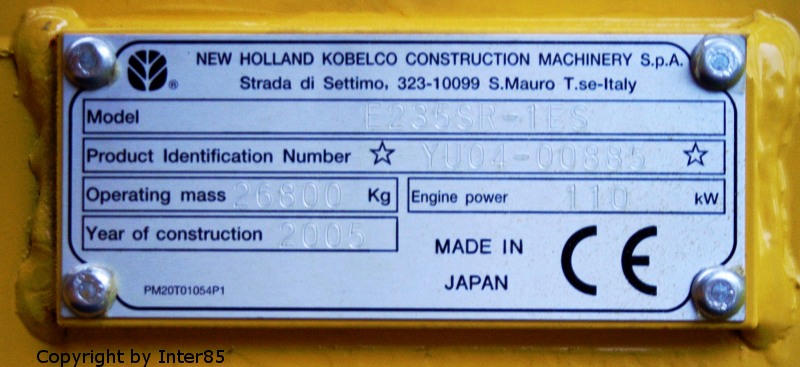 NEW HOLLAND KOBELCO CONSTRUCTION MACHINERY S.p.A.
Strada di Settimo, 323-10099 S.Mauro T.se-Italy
Model E235SR-1ES
Product Identification Number ☆ YU04-00885 ☆
Operating mass 26800 Kg Engine power 110 kW
Year of construction 2005
MADE IN
JAPAN
CE
PM20T01054P1
Copyright by Inter85